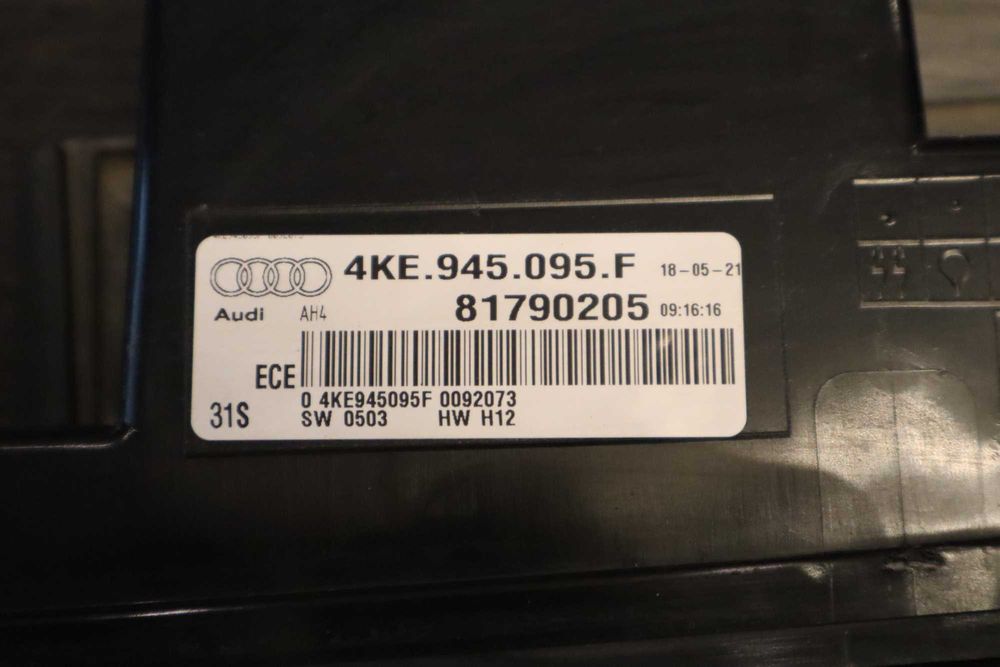 4KE.945.095.F 18-05-21
Audi AH4 81790205 09:16:16
ECE
0 4KE945095F 0092073
31S SW 0503 HW H12